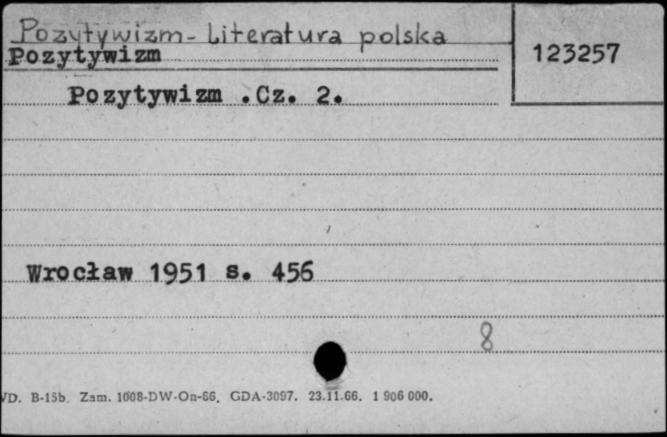 Pozytywizm - Literatura polska
Pozytywizm
123257
Pozytywizm .Cz. 2.
Wrocław 1951 s. 456
8
VD. B-15b. Zam. 1008-DW-On-66. GDA-3097. 23.11.66. 1 906 000.